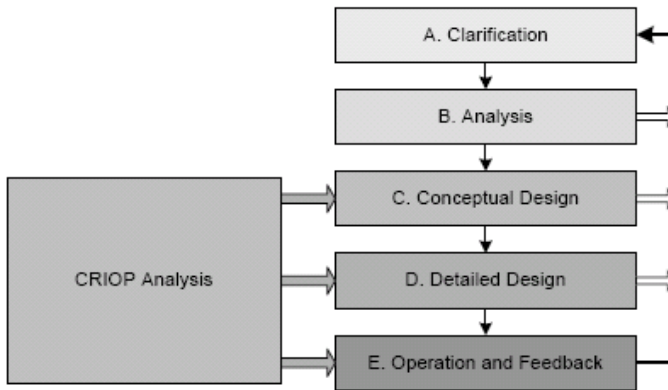 A. Clarification
B. Analysis
C. Conceptual Design
CRIOP Analysis
D. Detailed Design
E. Operation and Feedback